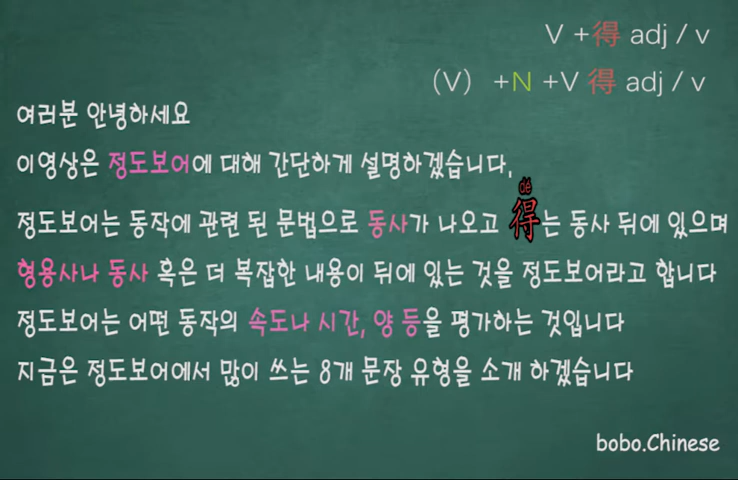 V +得 adj / v
（V） +N +V 得 adj / v
여러분 안녕하세요
이영상은 정도보어에 대해 간단하게 설명하겠습니다.
dé
정도보어는 동작에 관련 된 문법으로 동사가 나오고 得는 동사 뒤에 있으며
형용사나 동사 혹은 더 복잡한 내용이 뒤에 있는 것을 정도보어라고 합니다
정도보어는 어떤 동작의 속도나 시간, 양 등을 평가하는 것입니다
지금은 정도보어에서 많이 쓰는 8개 문장 유형을 소개 하겠습니다
bobo.Chinese